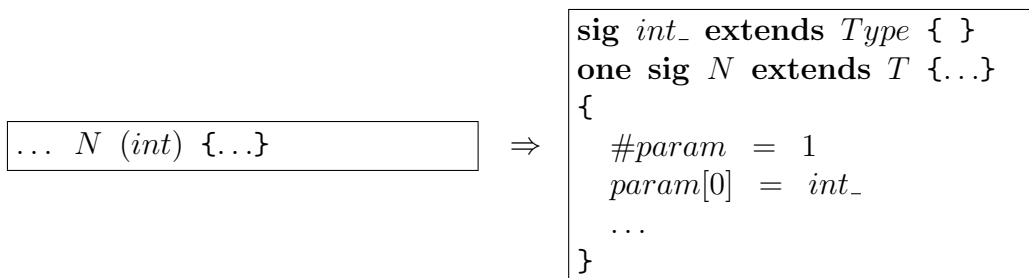 ... N (int) {...}
⇒
sig int_ extends Type { }
one sig N extends T {...}
{
#param = 1
param[0] = int_
...
}